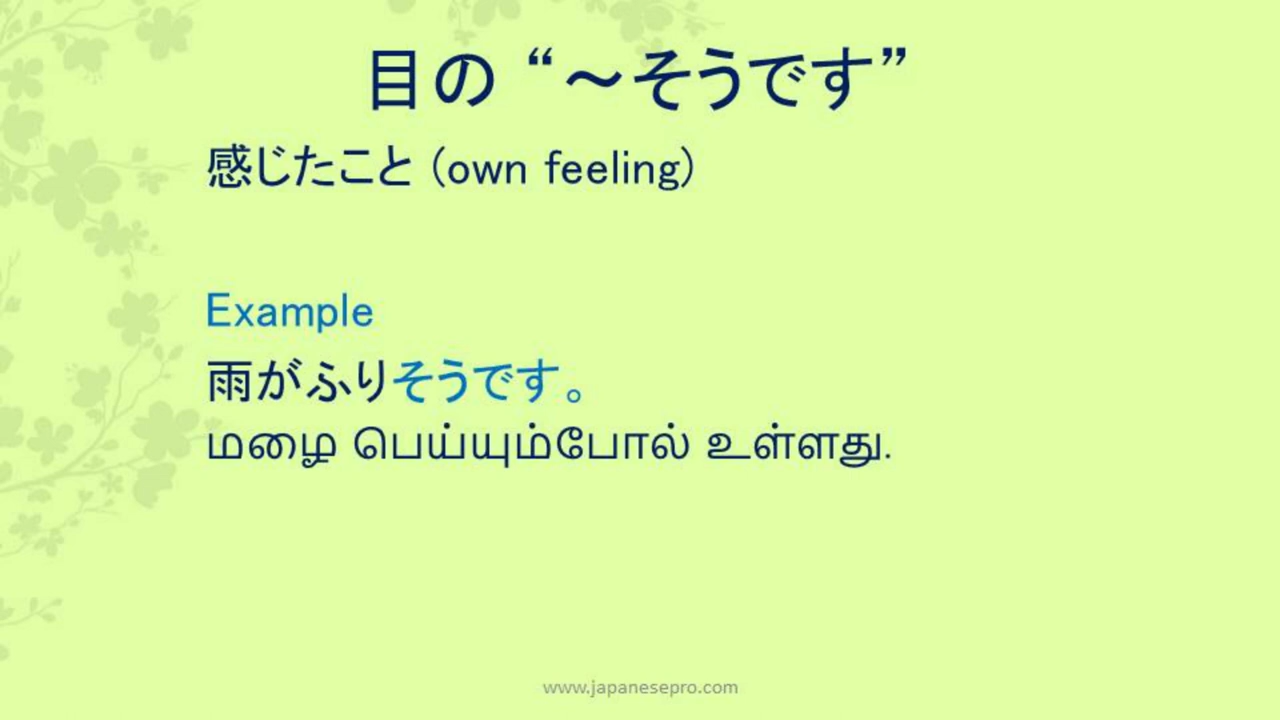 目の “～そうです”
感じたこと (own feeling)
Example
雨がふりそうです。
மழை பெய்யும்போல் உள்ளது.
www.japanesepro.com